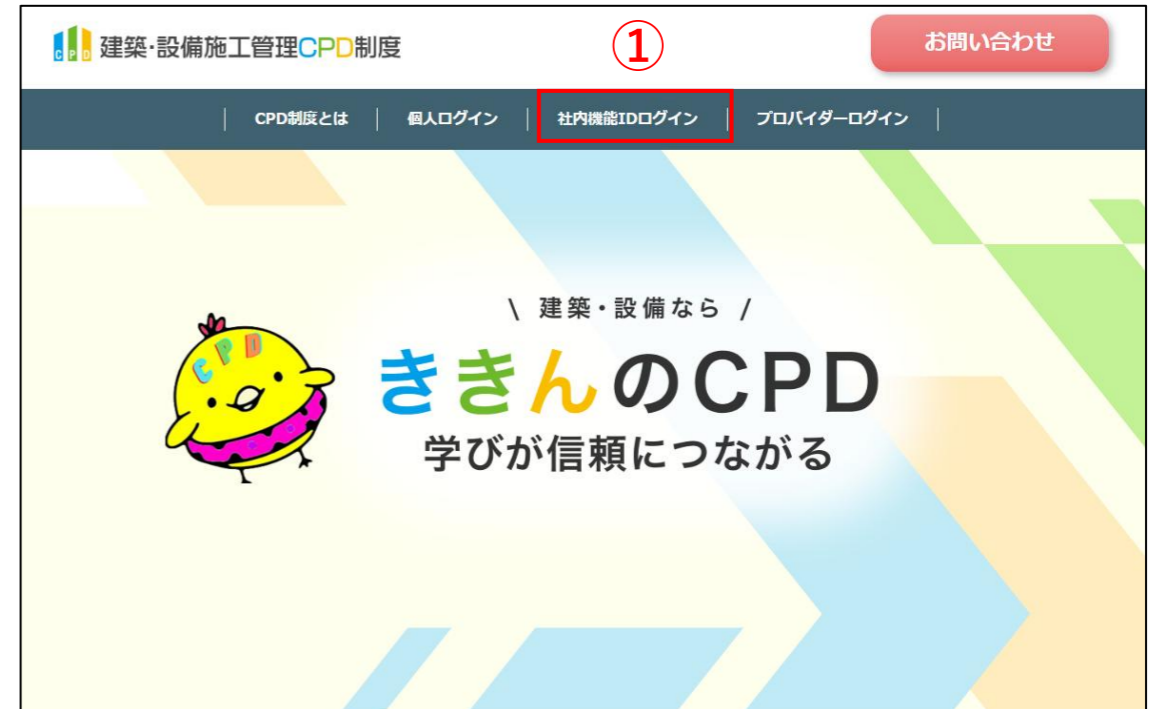 CPD 建築・設備施工管理CPD制度
①
お問い合わせ
CPD制度とは
個人ログイン
社内機能IDログイン
プロバイダーログイン
\ 建築・設備なら /
CPD
ききんのCPD
学びが信頼につながる